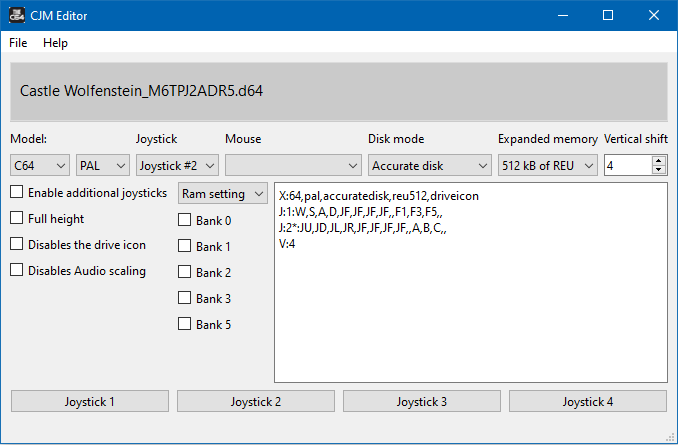 CJM Editor
File Help
Castle Wolfenstein_M6TPJ2ADR5.d64
Model: Joystick Mouse Disk mode Expanded memory Vertical shift
C64 PAL Joystick #2 Accurate disk 512 kB of REU 4
Enable additional joysticks
Full height
Disables the drive icon
Disables Audio scaling
Ram setting
Bank 0
Bank 1
Bank 2
Bank 3
Bank 5
X:64,pal,accuratedisk,reu512,driveicon
J:1:W,S,A,D,JF,JF,JF,JF,,F1,F3,F5,,
J:2*:JU,JD,JL,JR,JF,JF,JF,JF,,A,B,C,,
V:4
Joystick 1 Joystick 2 Joystick 3 Joystick 4